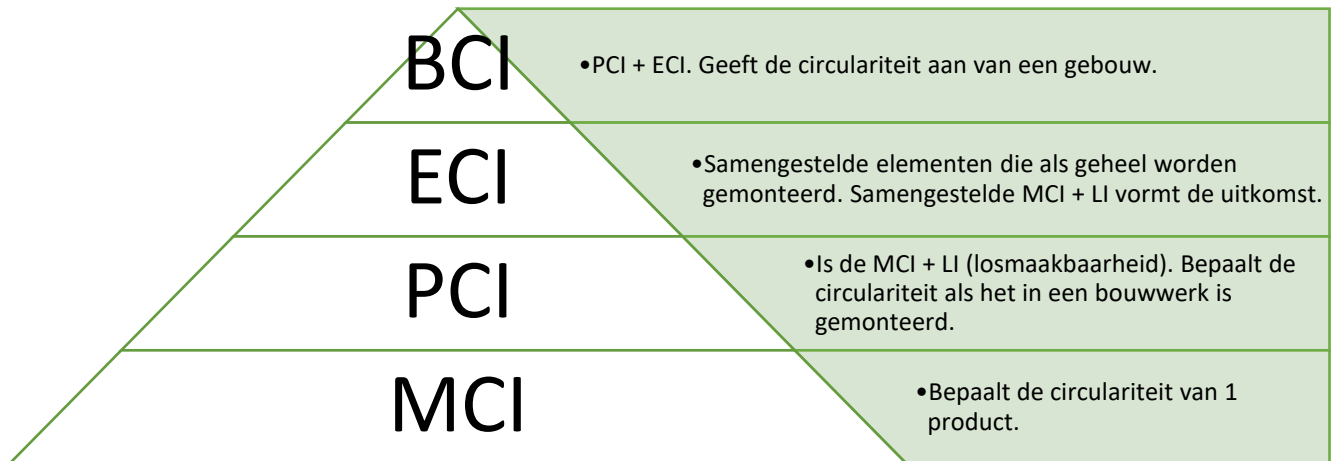 BCI
•PCI + ECI. Geeft de circulariteit aan van een gebouw.
ECI
•Samengestelde elementen die als geheel worden
gemonteerd. Samengestelde MCI + LI vormt de uitkomst.
PCI
•Is de MCI + LI (losmaakbaarheid). Bepaalt de
circulariteit als het in een bouwwerk is
gemonteerd.
MCI
•Bepaalt de circulariteit van 1
product.